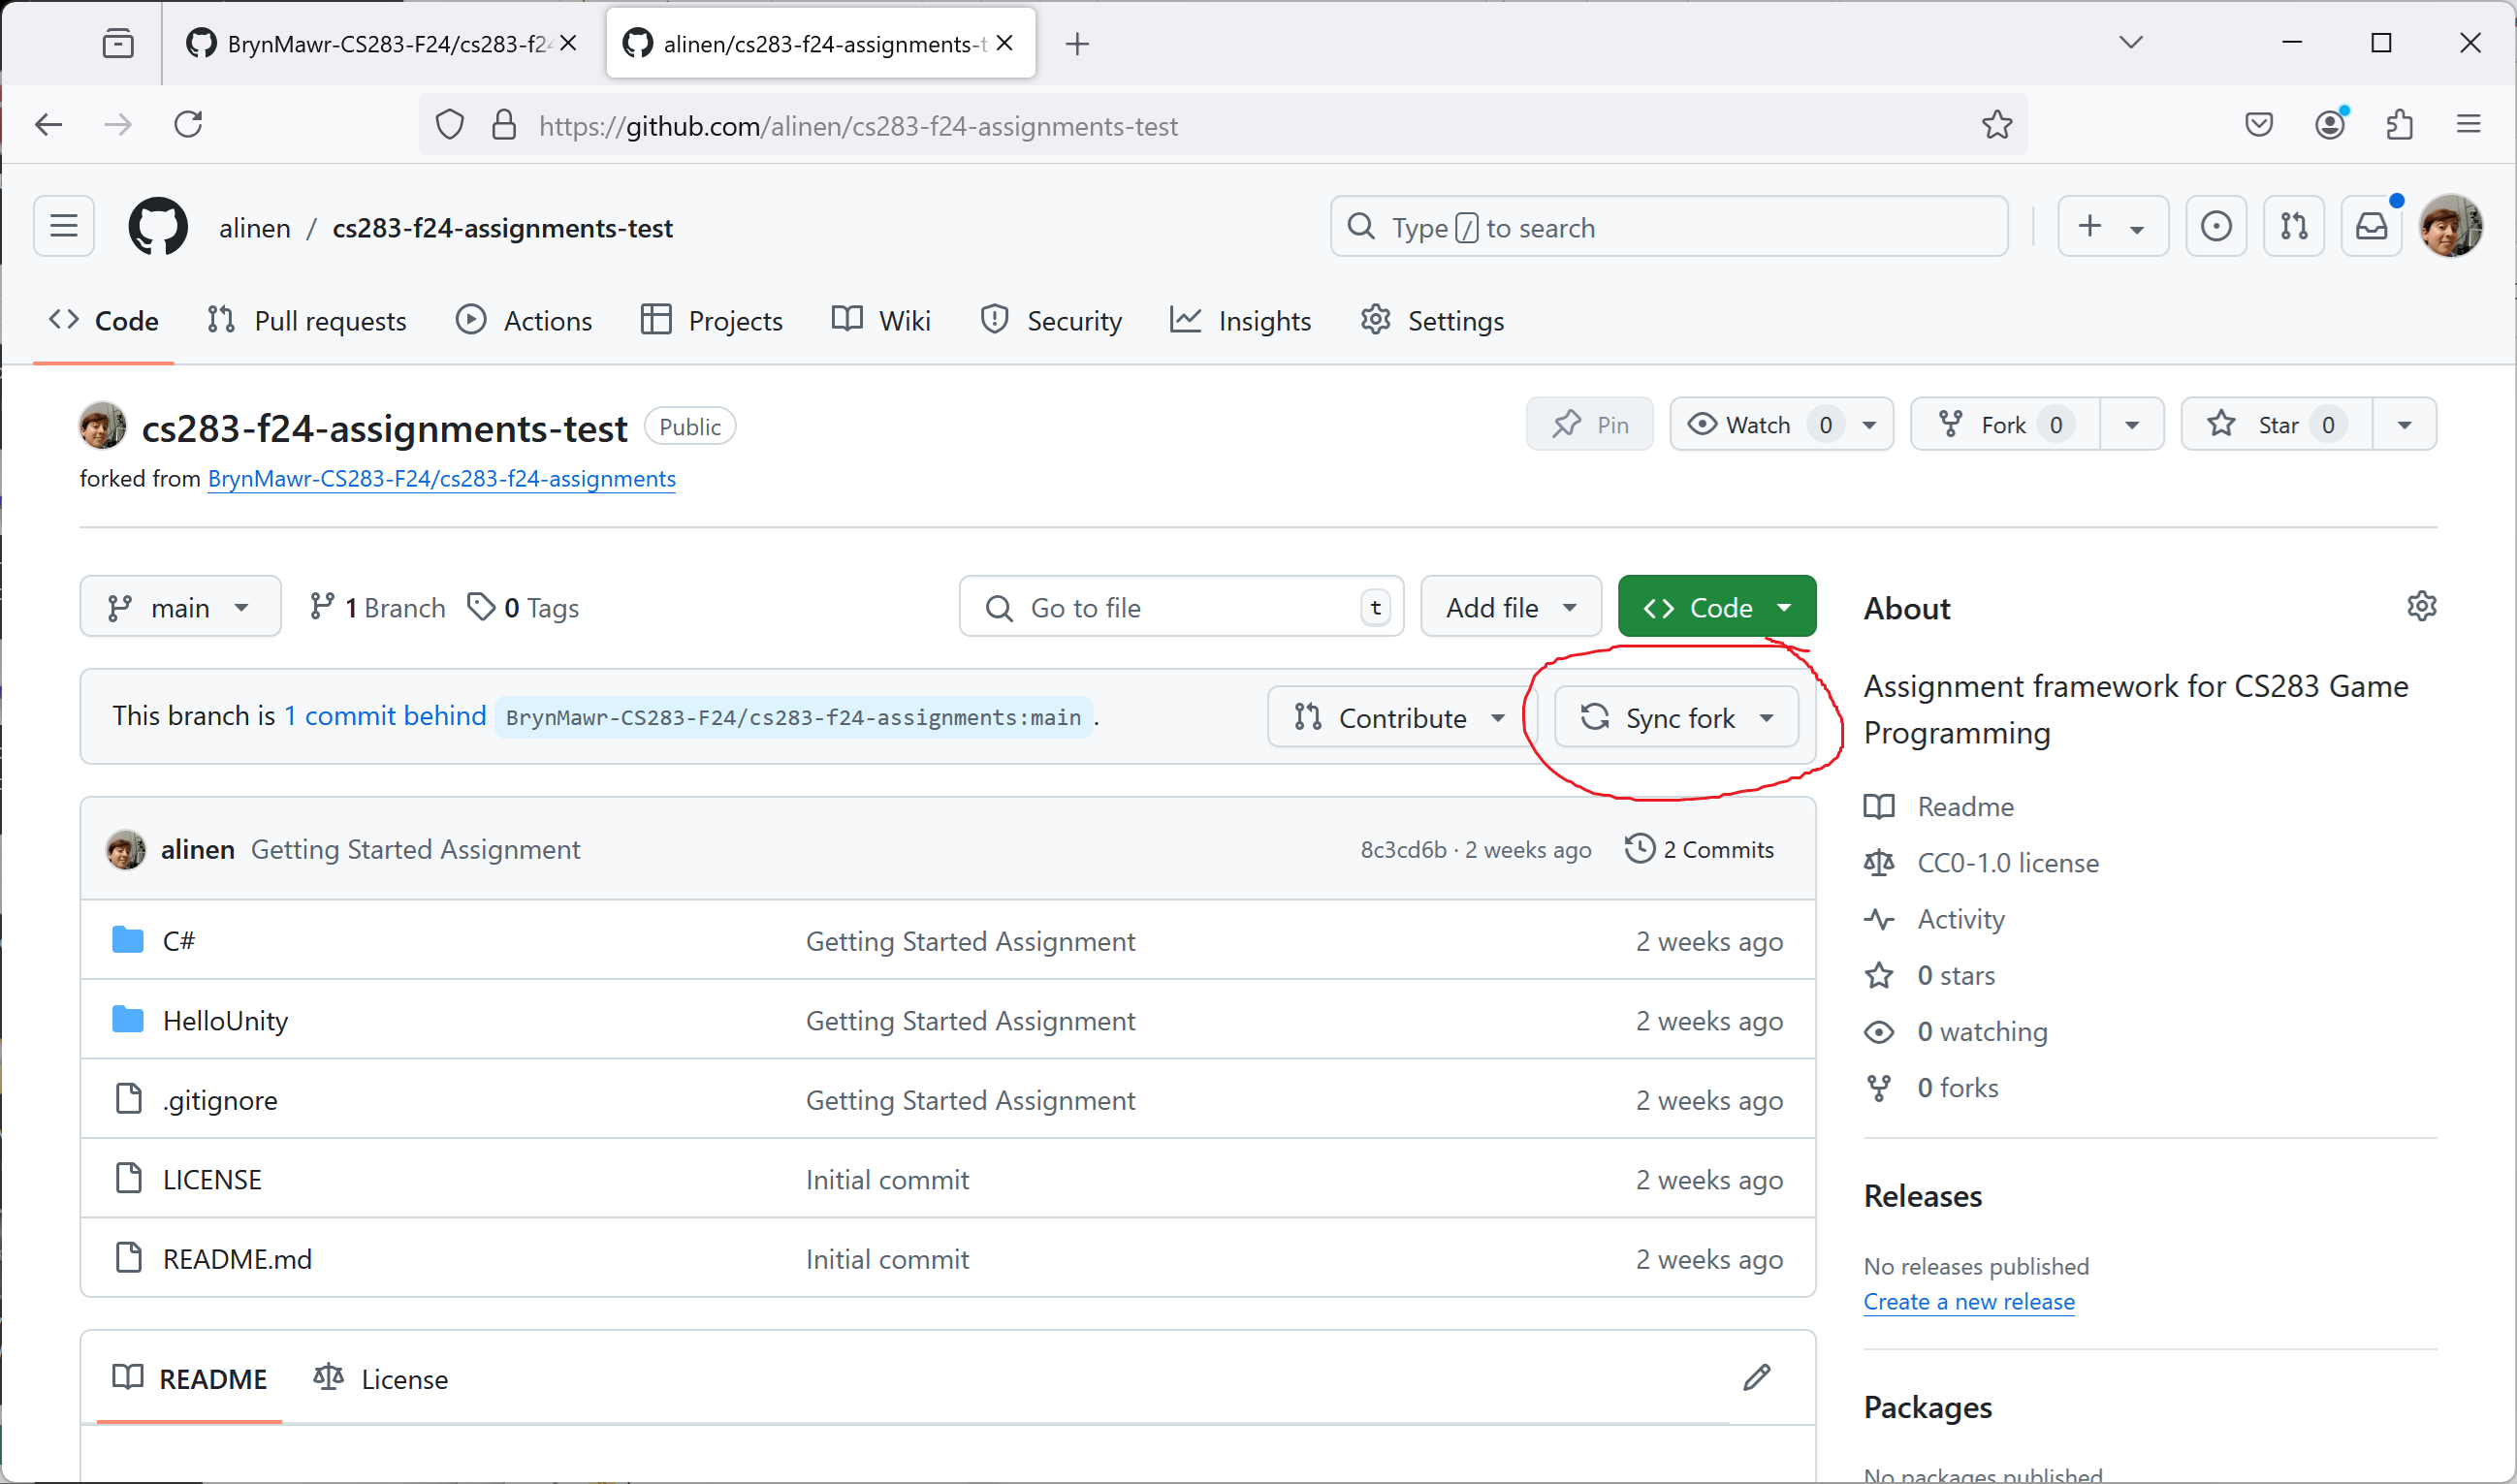 BrynMawr-CS283-F24/cs283-f24
alinen/cs283-f24-assignments-t
https://github.com/alinen/cs283-f24-assignments-test
alinen / cs283-f24-assignments-test
Type / to search
Code Pull requests Actions Projects Wiki Security Insights Settings
cs283-f24-assignments-test Public
Pin Watch 0 Fork 0 Star 0
forked from BrynMawr-CS283-F24/cs283-f24-assignments
main 1 Branch 0 Tags Go to file t Add file Code
This branch is 1 commit behind BrynMawr-CS283-F24/cs283-f24-assignments:main .
Contribute Sync fork
alinen Getting Started Assignment 8c3cd6b · 2 weeks ago 2 Commits
C# Getting Started Assignment 2 weeks ago
HelloUnity Getting Started Assignment 2 weeks ago
.gitignore Getting Started Assignment 2 weeks ago
LICENSE Initial commit 2 weeks ago
README.md Initial commit 2 weeks ago
README License
About
Assignment framework for CS283 Game
Programming
Readme
CC0-1.0 license
Activity
0 stars
0 watching
0 forks
Releases
No releases published
Create a new release
Packages
No packages published